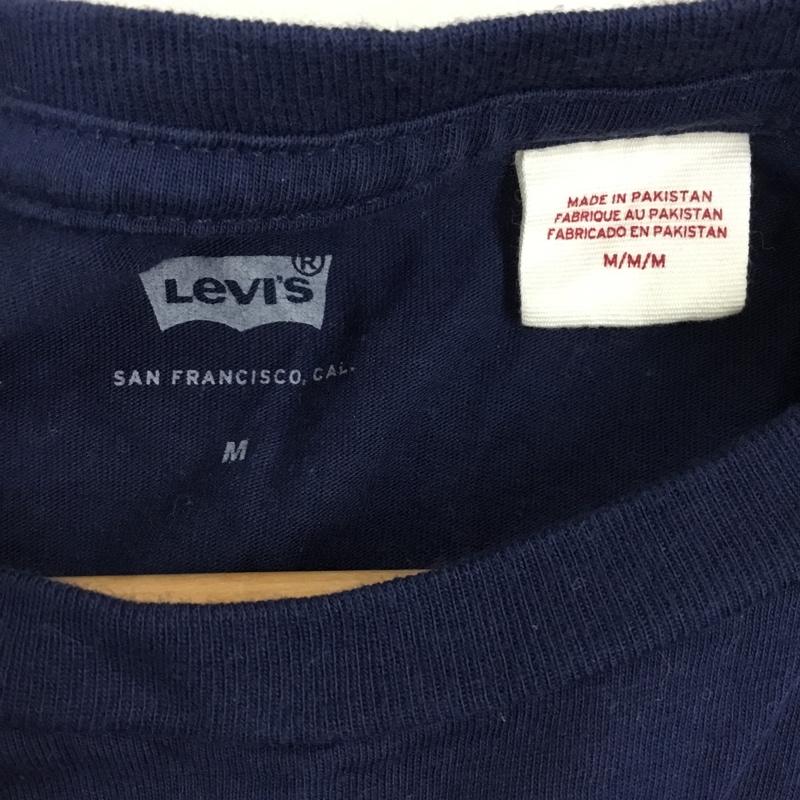 Levi's®
SAN FRANCISCO, CAL.
M
MADE IN PAKISTAN
FABRIQUE AU PAKISTAN
FABRICADO EN PAKISTAN
M/M/M